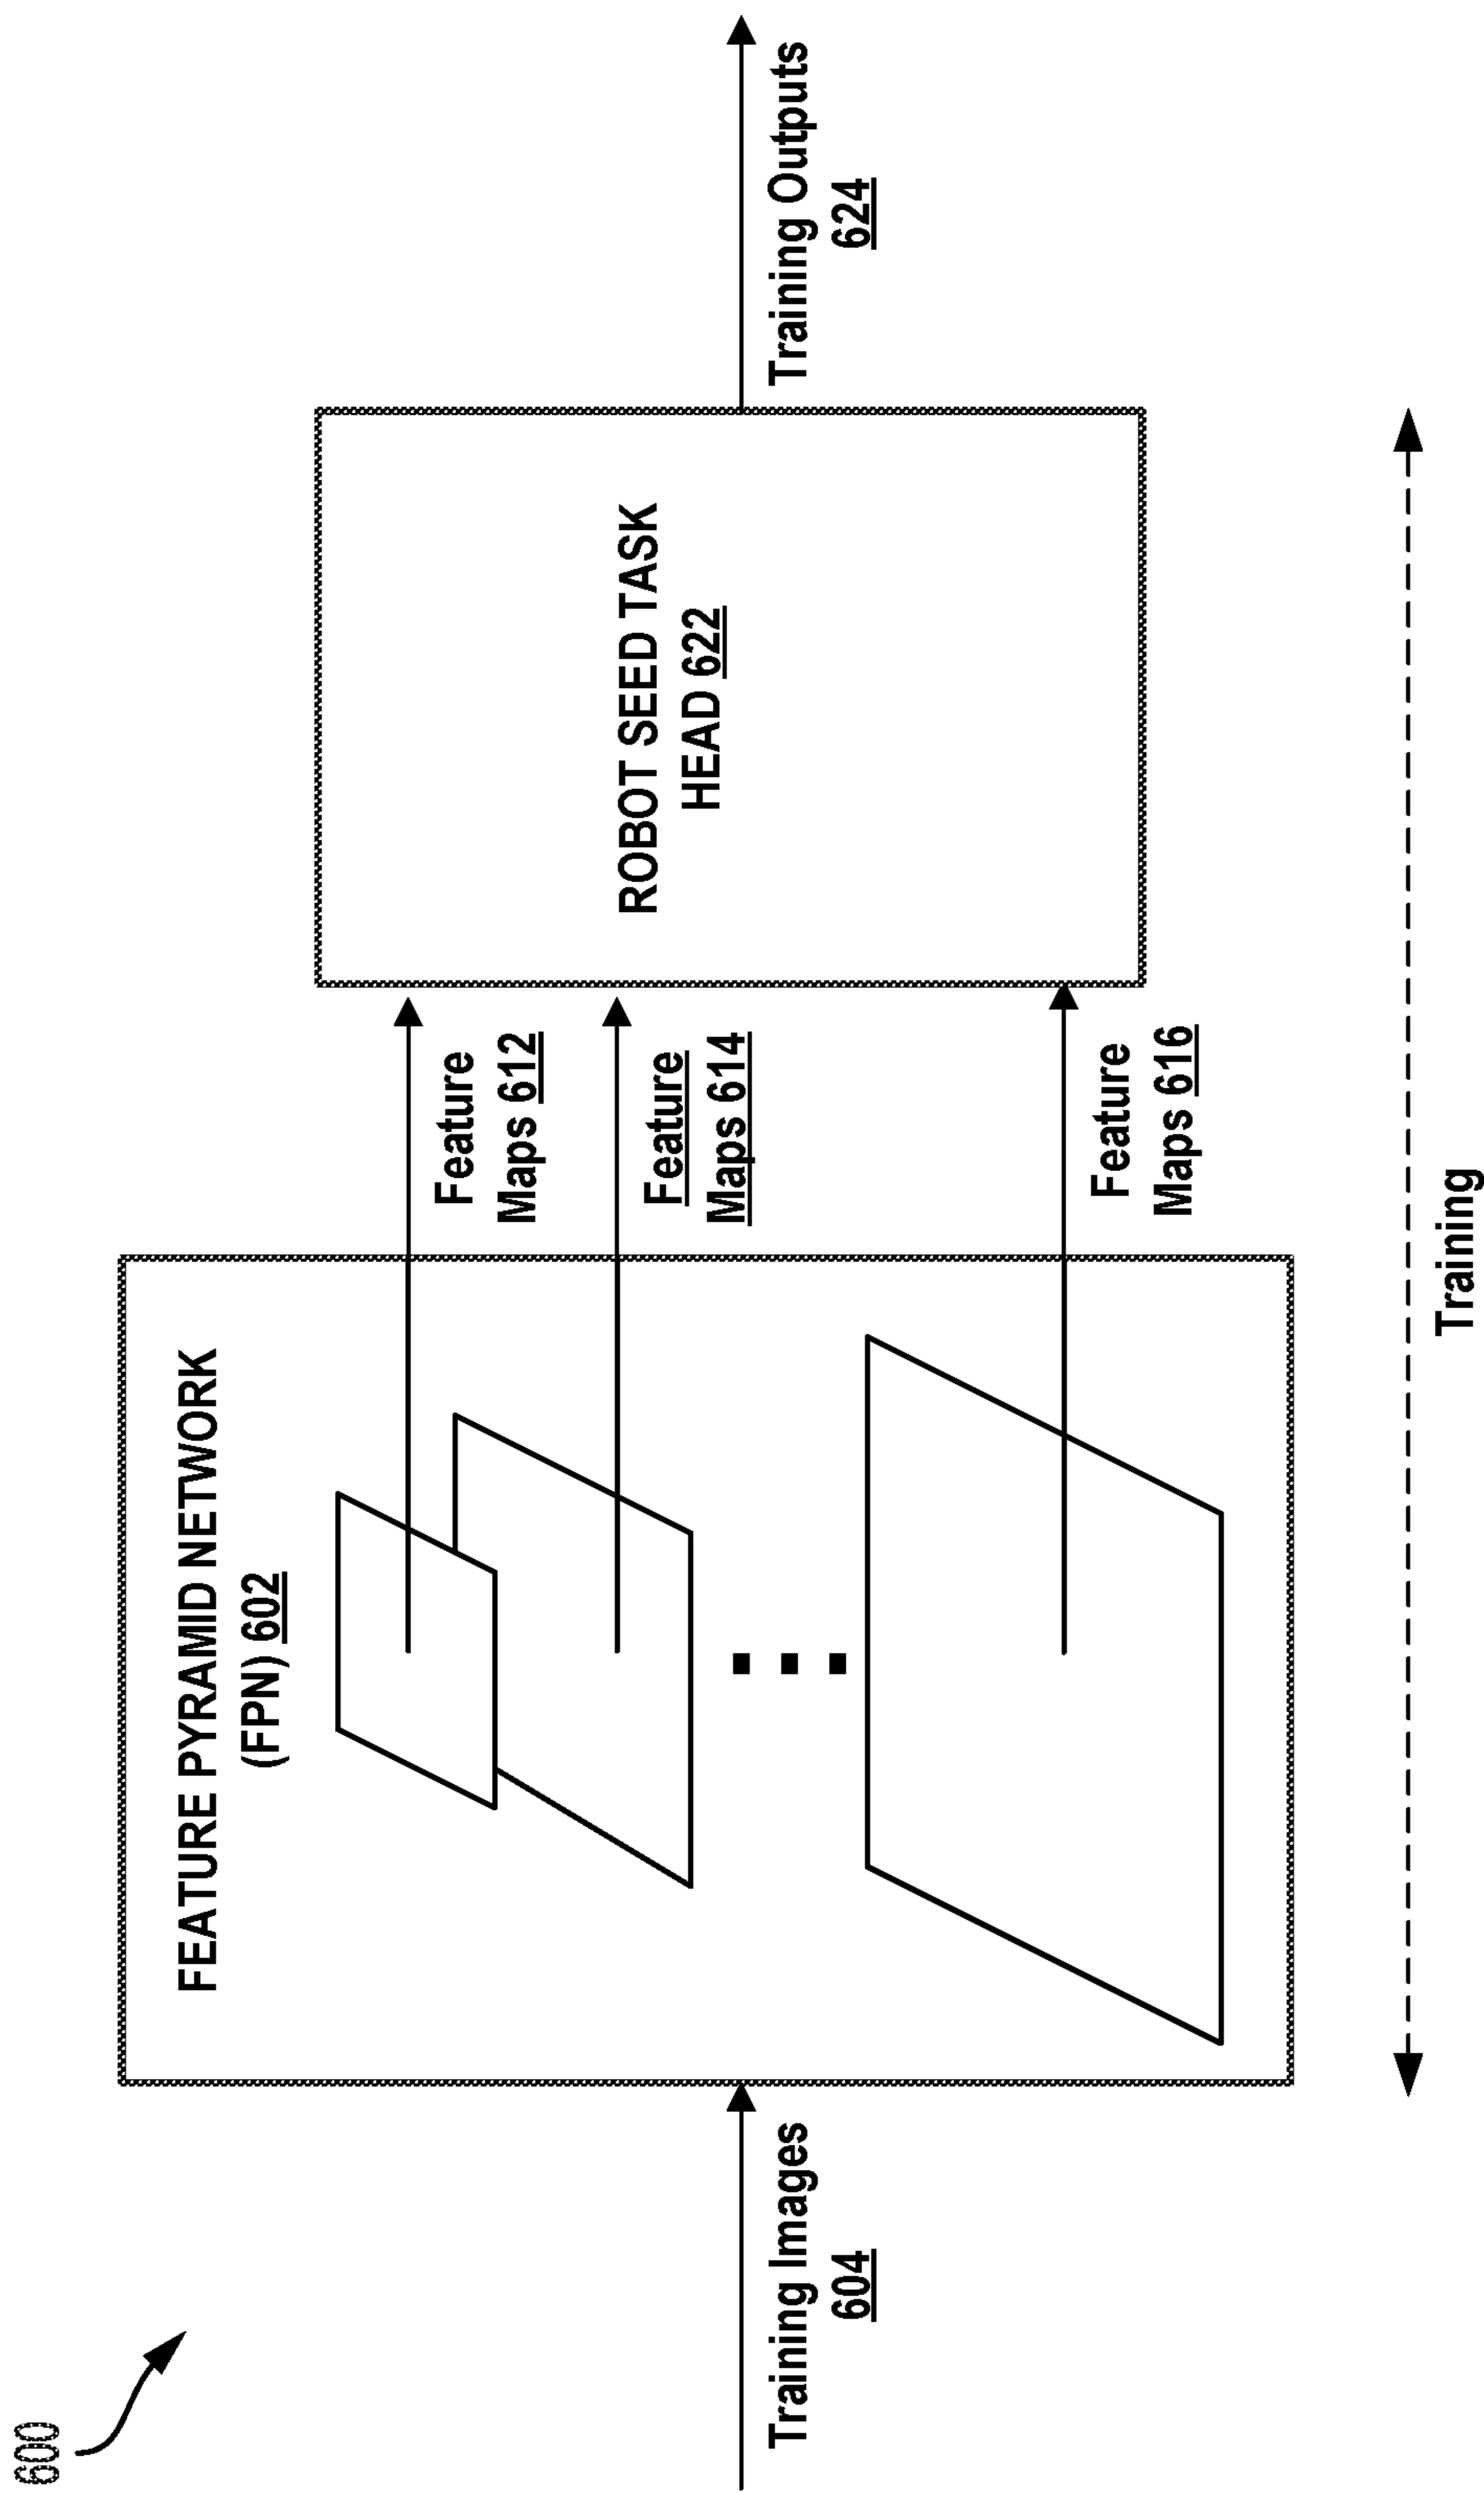 600
FEATURE PYRAMID NETWORK
(FPN) 602
ROBOT SEED TASK
HEAD 622
Feature
Maps 612
Feature
Maps 614
Feature
Maps 616
Training Images
604
Training Outputs
624
Training